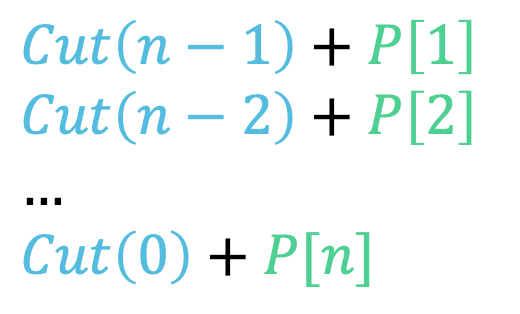 Cut(n − 1) + P[1]
Cut(n − 2) + P[2]
...
Cut(0) + P[n]